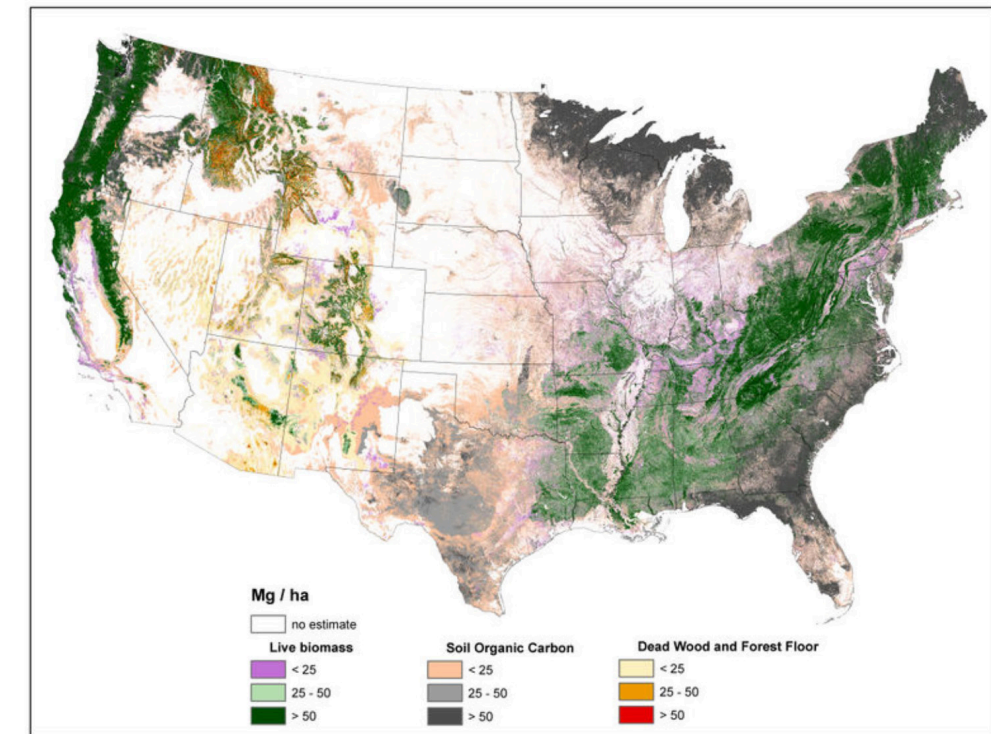 Mg / ha
no estimate
Live biomass
< 25
25 - 50
> 50
Soil Organic Carbon
< 25
25 - 50
> 50
Dead Wood and Forest Floor
< 25
25 - 50
> 50